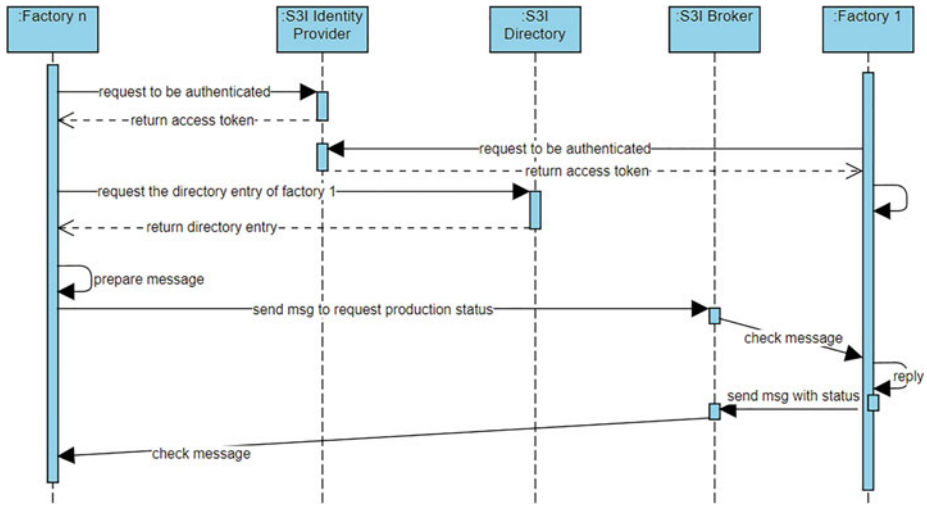 :Factory n
:S3I Identity
Provider
:S3I
Directory
:S3I Broker
:Factory 1
request to be authenticated
return access token
request to be authenticated
return access token
request the directory entry of factory 1
return directory entry
prepare message
send msg to request production status
check message
reply
send msg with status
check message